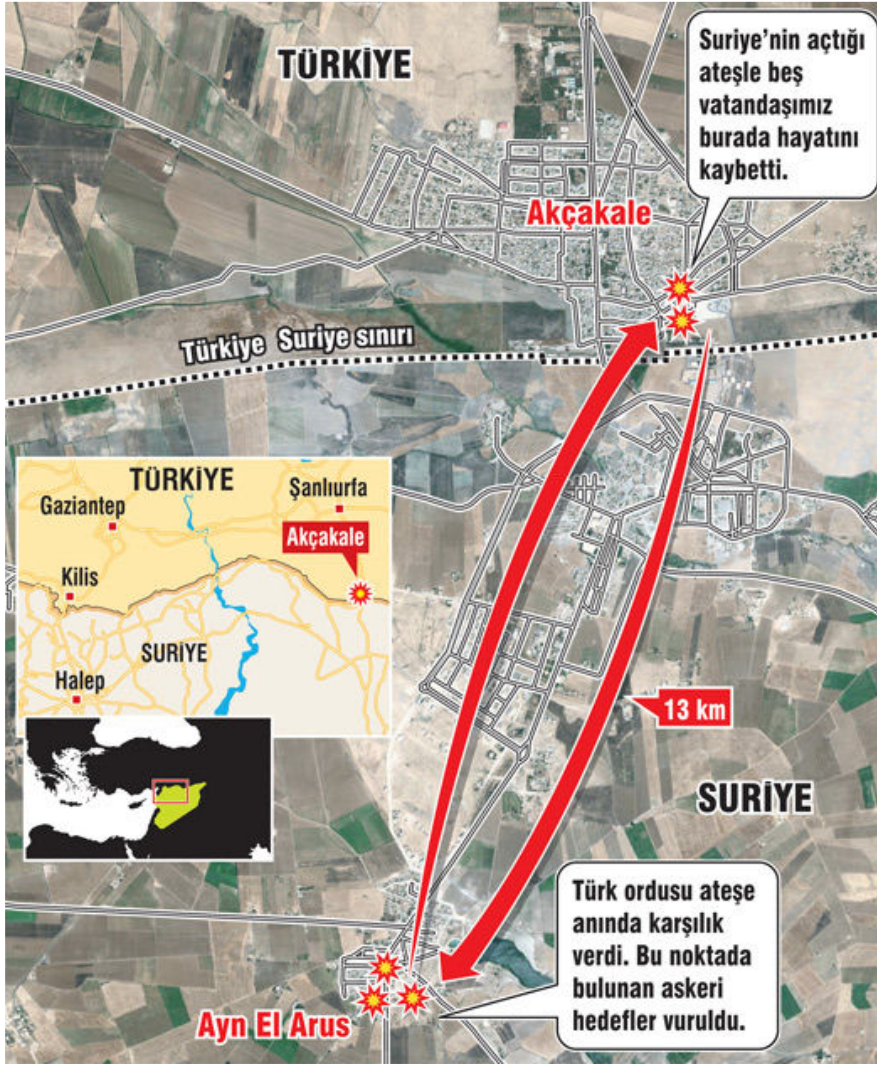 TÜRKİYE
Suriye'nin açtığı
ateşle beş
vatandaşımız
burada hayatını
kaybetti.
Akçakale
Türkiye Suriye sınırı
TÜRKİYE
Gaziantep
Şanlıurfa
Akçakale
Kilis
SURİYE
Halep
13 km
SURİYE
Türk ordusu ateşe
anında karşılık
verdi. Bu noktada
bulunan askeri
hedefler vuruldu.
Ayn El Arus